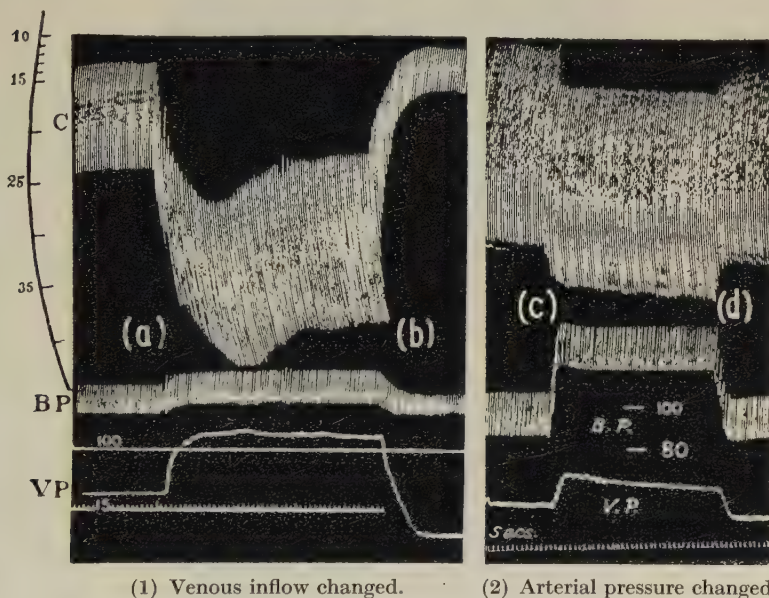 10
15
C
25
35
(a)
(b)
(c)
(d)
BP
100
VP
15
— 100
B.P.
— 80
V.P.
Secs.
(1) Venous inflow changed.
(2) Arterial pressure changed